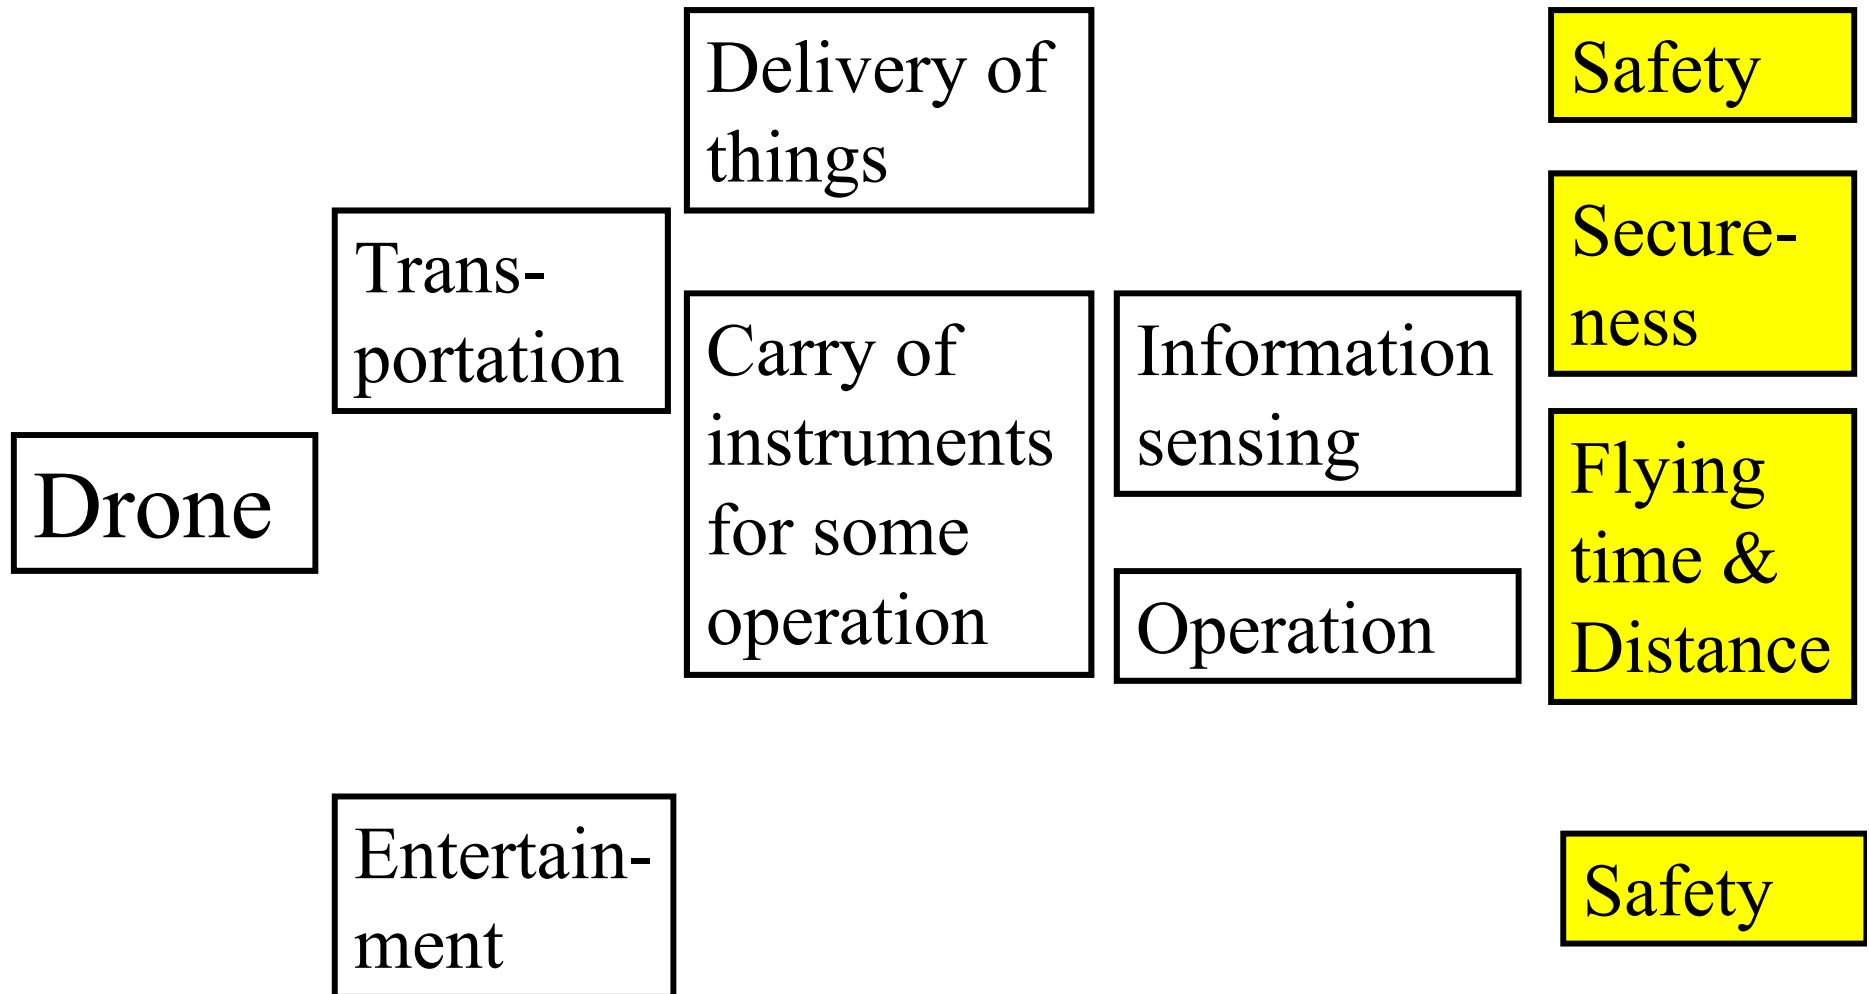 Drone
Trans-
portation
Entertain-
ment
Delivery of
things
Carry of
instruments
for some
operation
Information
sensing
Operation
Safety
Secure-
ness
Flying
time &
Distance
Safety